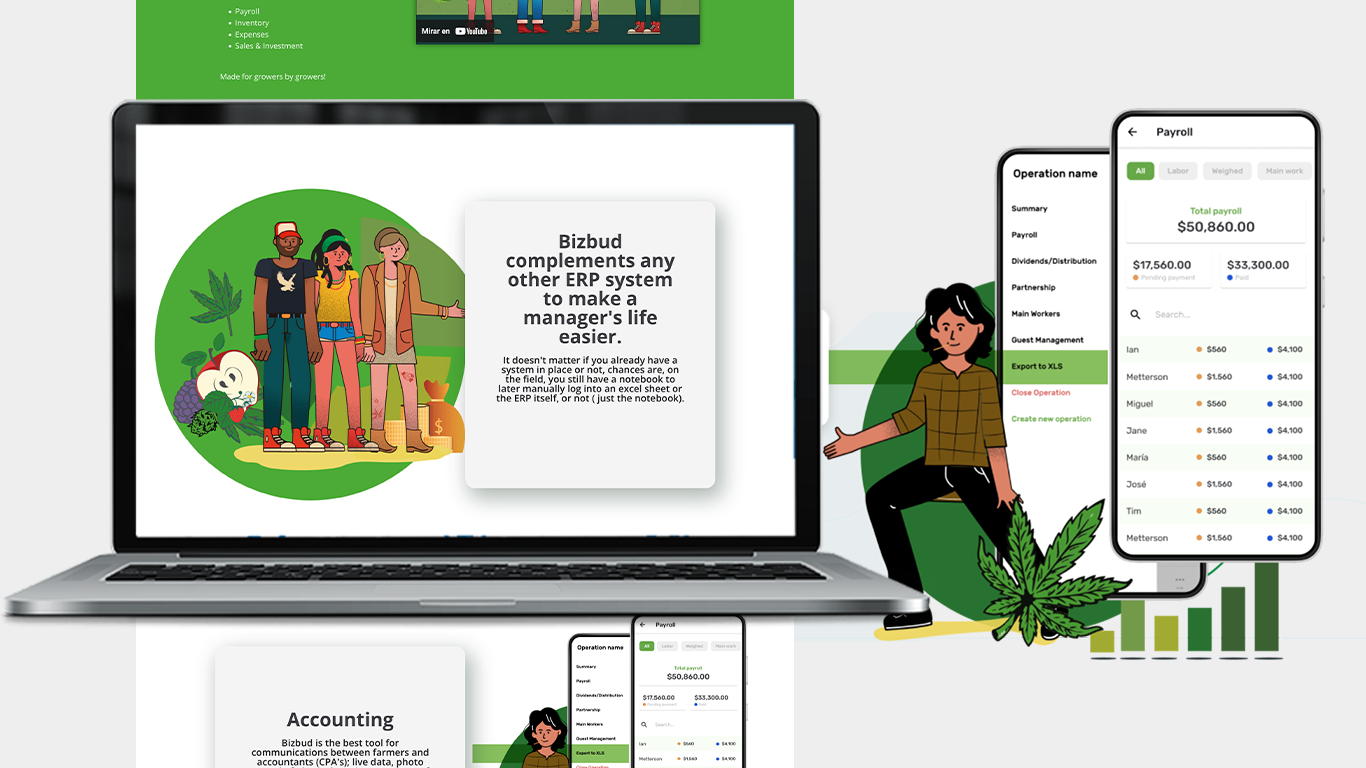 Payroll
Inventory
Expenses
Sales & Investment
Made for growers by growers!
Mirar en YouTube
Bizbud
complements any
other ERP system
to make a
manager's life
easier.
It doesn't matter if you already have a
system in place or not, chances are, on
the field, you still have a notebook to
later manually log into an excel sheet or
the ERP itself, or not ( just the notebook).
$
Operation name
Summary
Payroll
Dividends/Distribution
Partnership
Main Workers
Guest Management
Export to XLS
Close Operation
Create new operation
Payroll
All Labor Weighed Main work
Total payroll
$50,860.00
$17,560.00 $33,300.00
Pending payment Paid
Search...
Ian $560 $4,100
Metterson $1,560 $4,100
Miguel $560 $4,100
Jane $1,560 $4,100
María $560 $4,100
José $1,560 $4,100
Tim $560 $4,100
Metterson $1,560 $4,100
Accounting
Bizbud is the best tool for
communications between farmers and
accountants (CPA's); live data, photo
Operation name
Summary
Payroll
Dividends/Distribution
Partnership
Main Workers
Guest Management
Export to XLS
Payroll
All Labor Weighed Main work
Total payroll
$50,860.00
$17,560.00 $33,300.00
Pending payment Paid
Search...
Ian $560 $4,100
Metterson $1,560 $4,100